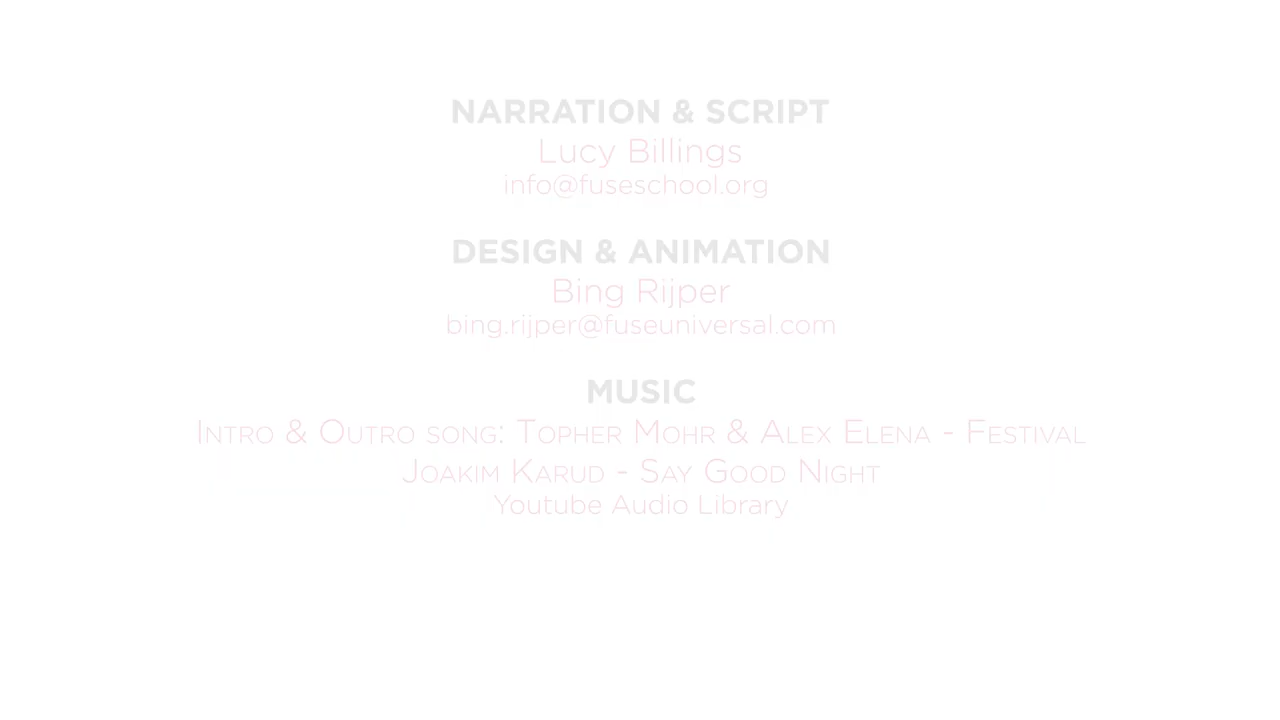 NARRATION & SCRIPT
Lucy Billings
info@fuseschool.org
DESIGN & ANIMATION
Bing Rijper
bing.rijper@fuseuniversal.com
MUSIC
Intro & Outro song: Topher Mohr & Alex Elena - Festival
Joakim Karud - Say Good Night
Youtube Audio Library